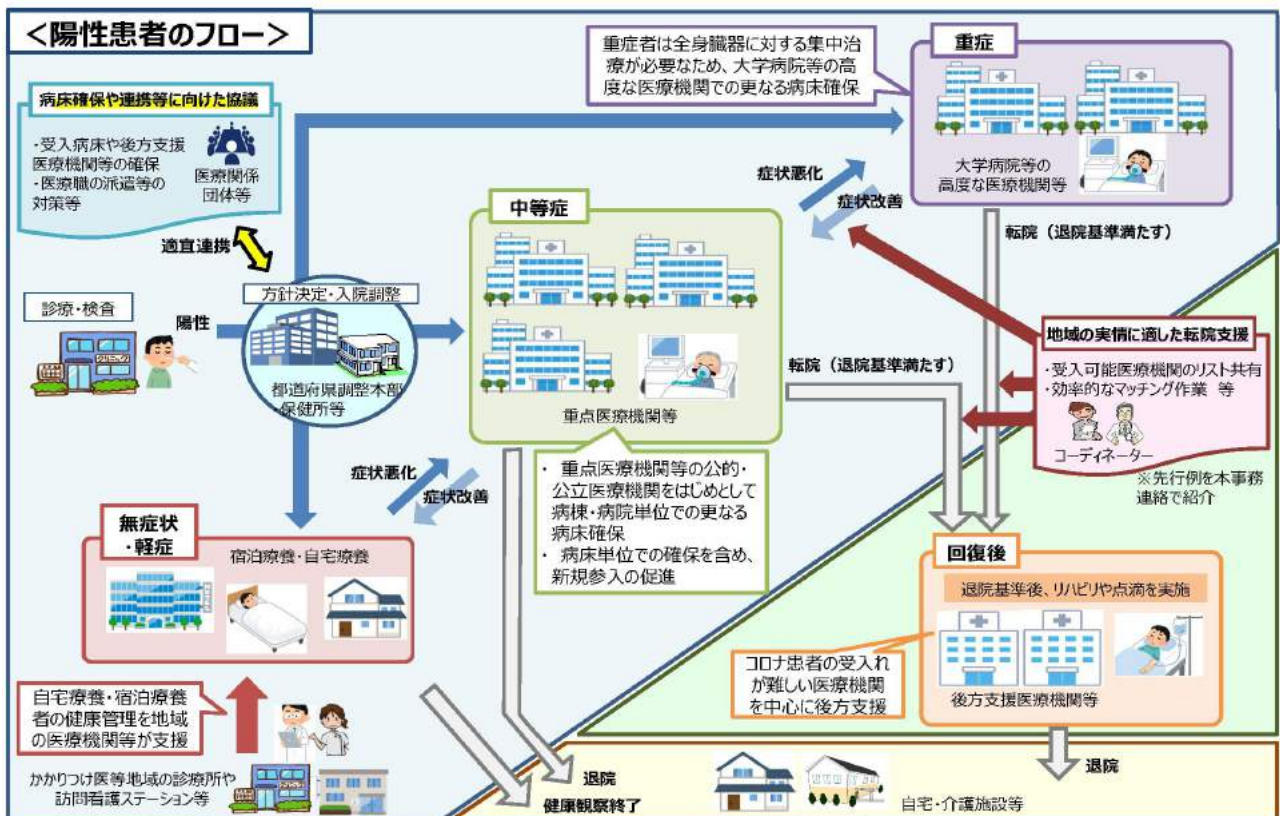 ＜陽性患者のフロー＞
病床確保や連携等に向けた協議
・受入病床や後方支援
医療機関等の確保
・医療職の派遣等の
対策等
医療関係
団体等
適宜連携
診療・検査
クリニック
陽性
方針決定・入院調整
都道府県調整本部
・保健所等
重症者は全身臓器に対する集中治
療が必要なため、大学病院等の高
度な医療機関での更なる病床確保
重症
大学病院等の
高度な医療機関等
症状悪化
症状改善
中等症
重点医療機関等
・ 重点医療機関等の公的・
公立医療機関をはじめとして
病棟・病院単位での更なる
病床確保
・ 病床単位での確保を含め、
新規参入の促進
転院（退院基準満たす）
転院（退院基準満たす）
地域の実情に適した転院支援
・受入可能医療機関のリスト共有
・効率的なマッチング作業 等
コーディネーター
※先行例を本事務
連絡で紹介
症状悪化
症状改善
無症状
・軽症
宿泊療養・自宅療養
自宅療養・宿泊療養
者の健康管理を地域
の医療機関等が支援
かかりつけ医等地域の診療所や
訪問看護ステーション等
回復後
退院基準後、リハビリや点滴を実施
後方支援医療機関等
コロナ患者の受入れ
が難しい医療機関
を中心に後方支援
退院
健康観察終了
自宅・介護施設等
退院